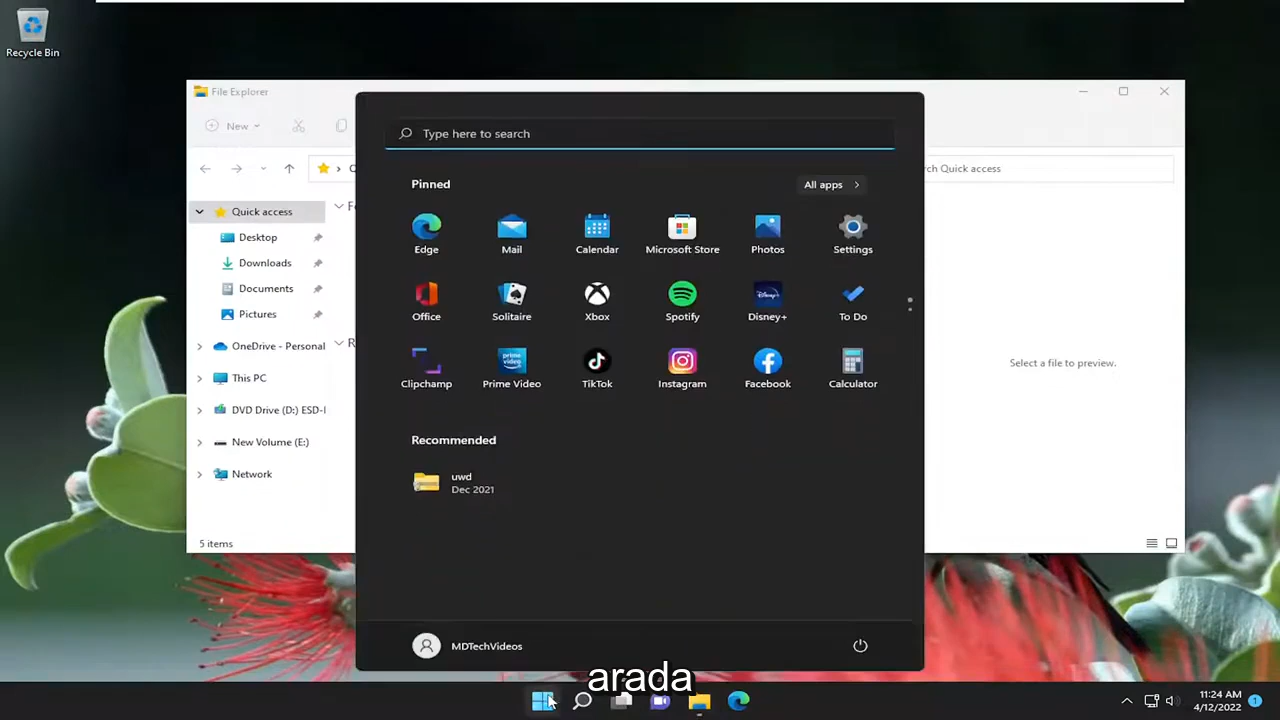 Recycle Bin
File Explorer
New
Type here to search
Pinned
All apps
ch Quick access
Quick access
Desktop
Downloads
Documents
Pictures
OneDrive - Personal
This PC
DVD Drive (D:) ESD-I
New Volume (E:)
Network
5 items
Edge
Mail
Calendar
Microsoft Store
Photos
Settings
Office
Solitaire
Xbox
Spotify
Disney+
To Do
Clipchamp
Prime Video
TikTok
Instagram
Facebook
Calculator
Recommended
uwd
Dec 2021
Select a file to preview.
MDTechVideos
arada
11:24 AM
4/12/2022
1